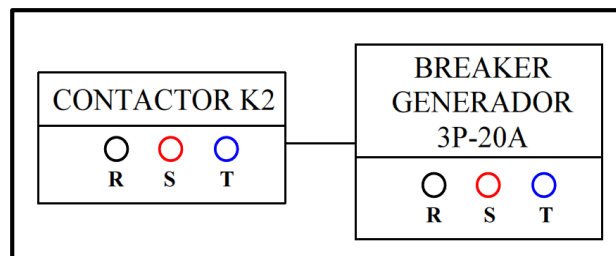 CONTACTOR K2
R S T
BREAKER
GENERADOR
3P-20A
R S T